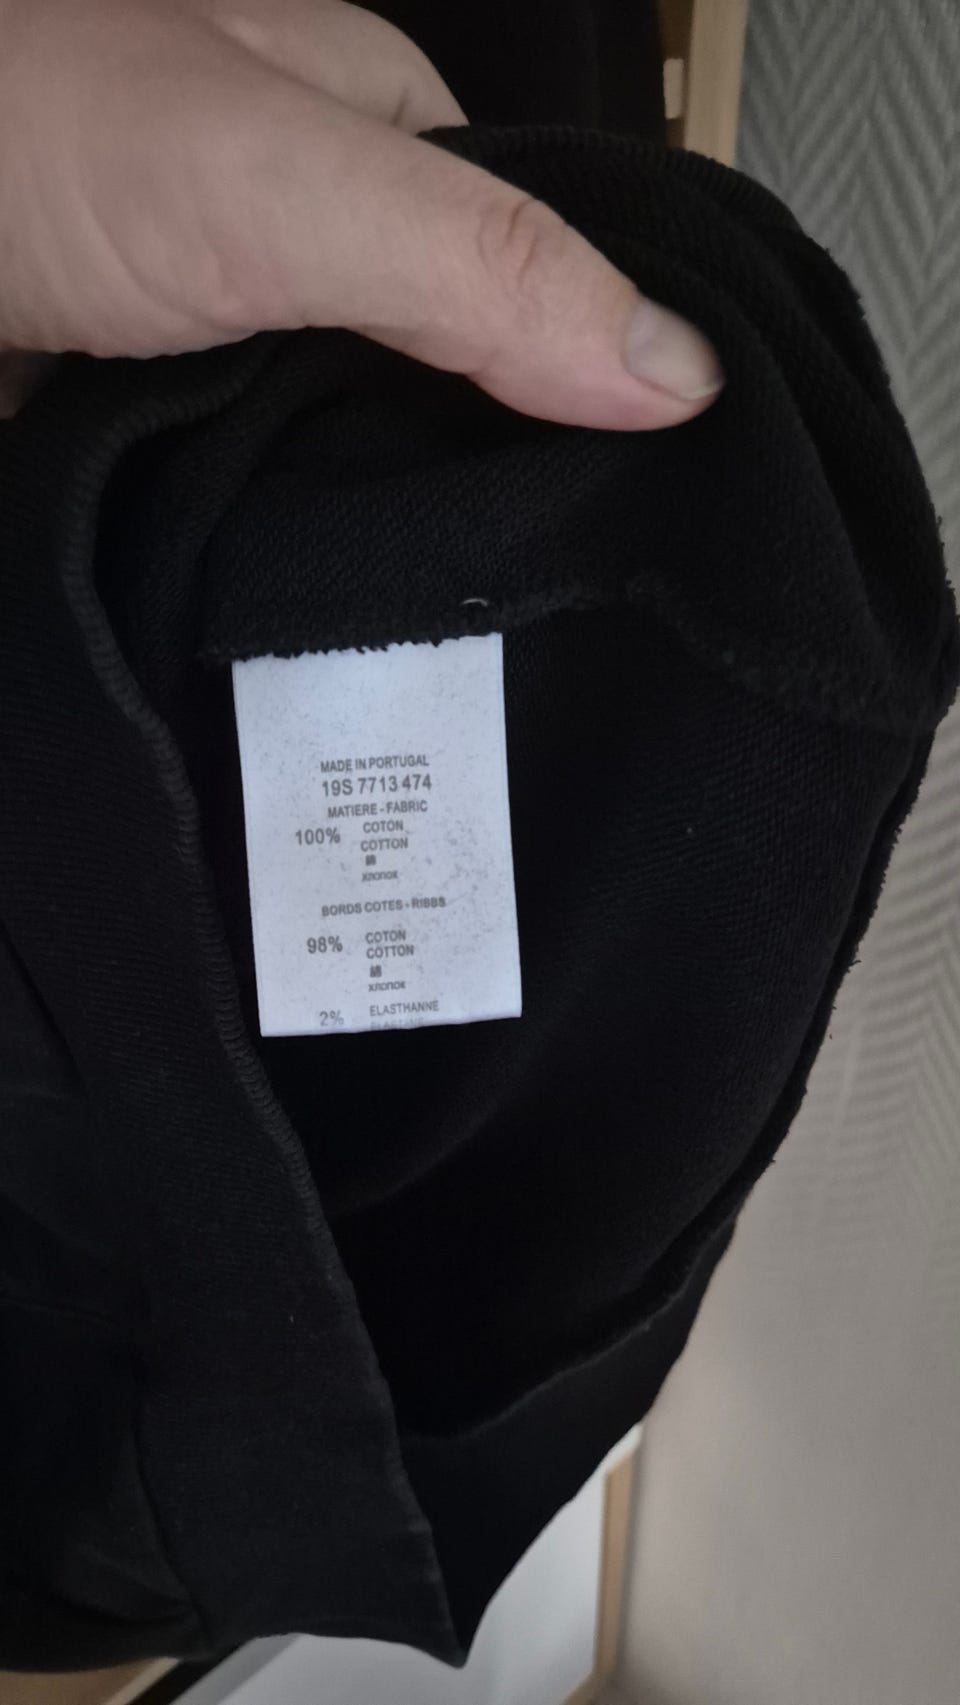 MADE IN PORTUGAL
19S 7713 474
MATIERE - FABRIC
100% COTON
COTTON
хлопок
BORDS COTES - RIBBS
98% COTON
COTTON
хлопок
2% ELASTHANNE